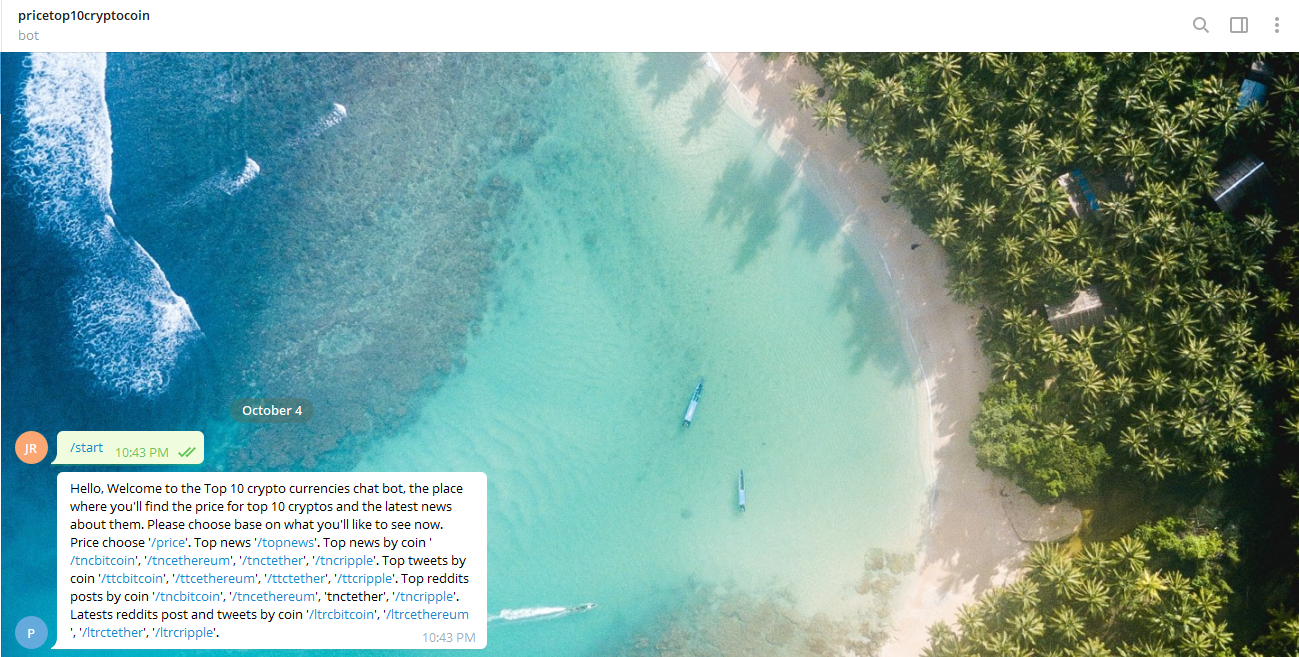 pricetop10cryptocoin
bot
October 4
JR
/start 10:43 PM
Hello, Welcome to the Top 10 crypto currencies chat bot, the place
where you'll find the price for top 10 cryptos and the latest news
about them. Please choose base on what you'll like to see now.
Price choose '/price'. Top news '/topnews'. Top news by coin '
/tncbitcoin', '/tncethereum', '/tnctether', '/tncripple'. Top tweets by
coin '/ttcbitcoin', '/ttcethereum', '/ttctether', '/ttcripple'. Top reddits
posts by coin '/tncbitcoin', '/tncethereum', 'tnctether', '/tncripple'.
Latests reddits post and tweets by coin '/ltrcbitcoin', '/ltrcethereum
', '/ltrctether', '/ltrcripple'.
10:43 PM
P